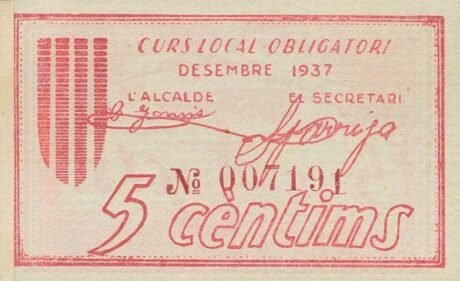 CURS LOCAL OBLIGATORI
DESEMBRE 1937
L'ALCALDE EL SECRETARI
№ 007191
5 cèntims